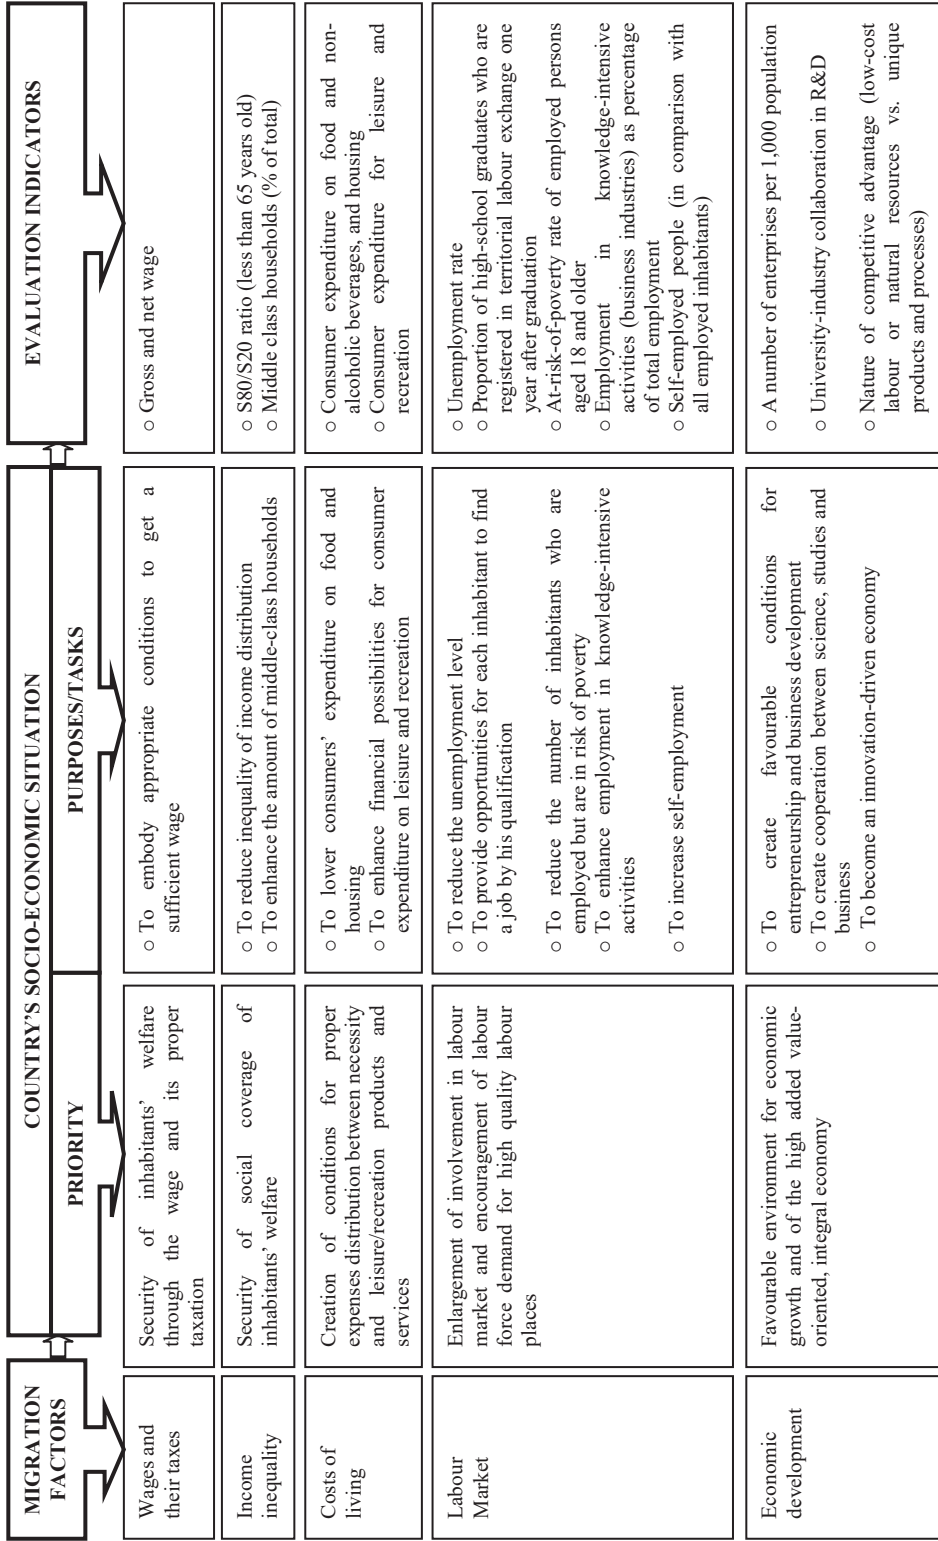 MIGRATION
FACTORS
COUNTRY'S SOCIO-ECONOMIC SITUATION
PRIORITY
PURPOSES/TASKS
EVALUATION INDICATORS
Wages and
their taxes
Security of inhabitants' welfare
through the wage and its proper
taxation
○ To embody appropriate conditions to get a
sufficient wage
○ Gross and net wage
Income
inequality
Security of social coverage of
inhabitants' welfare
○ To reduce inequality of income distribution
○ To enhance the amount of middle-class households
○ S80/S20 ratio (less than 65 years old)
○ Middle class households (% of total)
Costs of
living
Creation of conditions for proper
expenses distribution between necessity
and leisure/recreation products and
services
○ To lower consumers' expenditure on food and
housing
○ To enhance financial possibilities for consumer
expenditure on leisure and recreation
○ Consumer expenditure on food and non-
alcoholic beverages, and housing
○ Consumer expenditure for leisure and
recreation
Labour
Market
Enlargement of involvement in labour
market and encouragement of labour
force demand for high quality labour
places
○ To reduce the unemployment level
○ To provide opportunities for each inhabitant to find
a job by his qualification
○ To reduce the number of inhabitants who are
employed but are in risk of poverty
○ To enhance employment in knowledge-intensive
activities
○ To increase self-employment
○ Unemployment rate
○ Proportion of high-school graduates who are
registered in territorial labour exchange one
year after graduation
○ At-risk-of-poverty rate of employed persons
aged 18 and older
○ Employment in knowledge-intensive
activities (business industries) as percentage
of total employment
○ Self-employed people (in comparison with
all employed inhabitants)
Economic
development
Favourable environment for economic
growth and of the high added value-
oriented, integral economy
○ To create favourable conditions for
entrepreneurship and business development
○ To create cooperation between science, studies and
business
○ To become an innovation-driven economy
○ A number of enterprises per 1,000 population
○ University-industry collaboration in R&D
○ Nature of competitive advantage (low-cost
labour or natural resources vs. unique
products and processes)